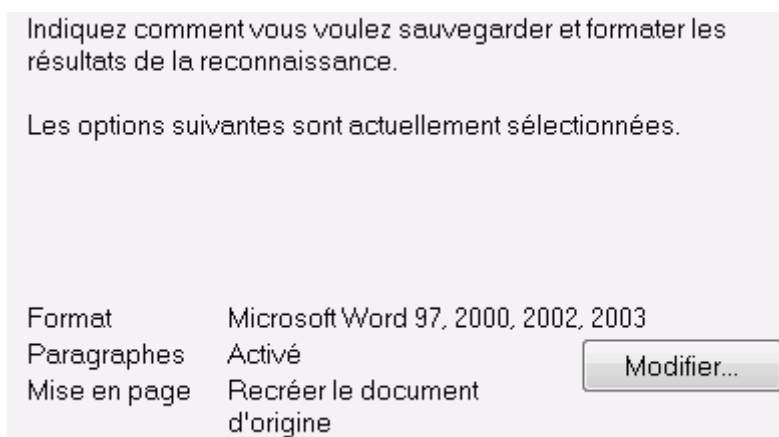 Indiquez comment vous voulez sauvegarder et formater les
résultats de la reconnaissance.
Les options suivantes sont actuellement sélectionnées.
Format Microsoft Word 97, 2000, 2002, 2003
Paragraphes Activé
Modifier...
Mise en page Recréer le document
d'origine